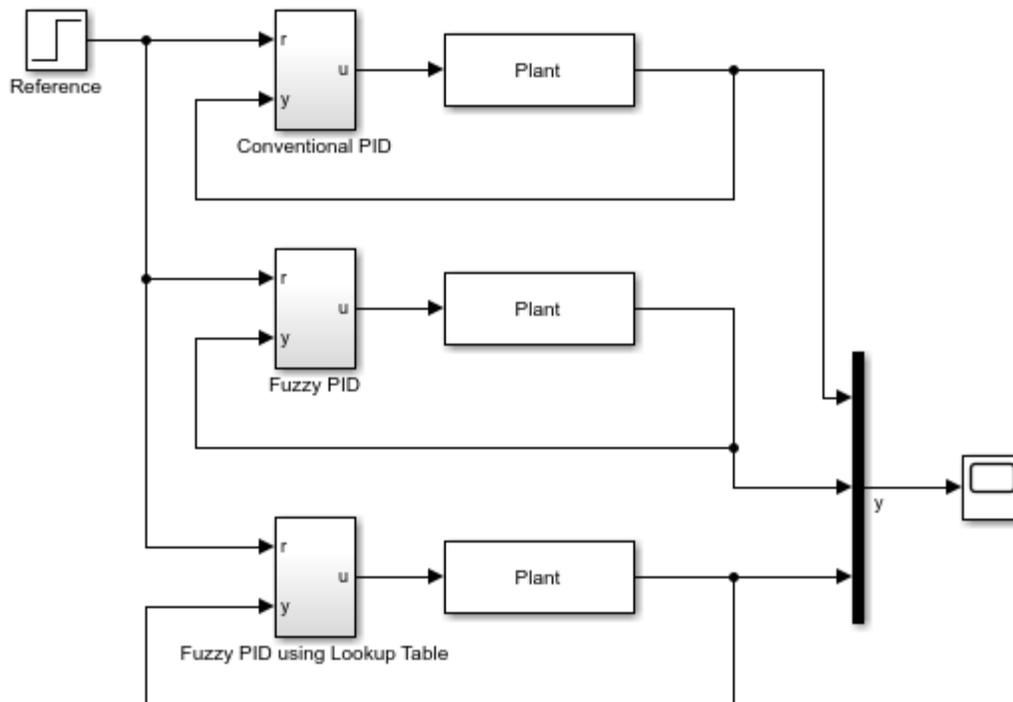 r
u
y
Plant
Reference
Conventional PID
r
u
y
Plant
Fuzzy PID
y
r
u
y
Plant
Fuzzy PID using Lookup Table